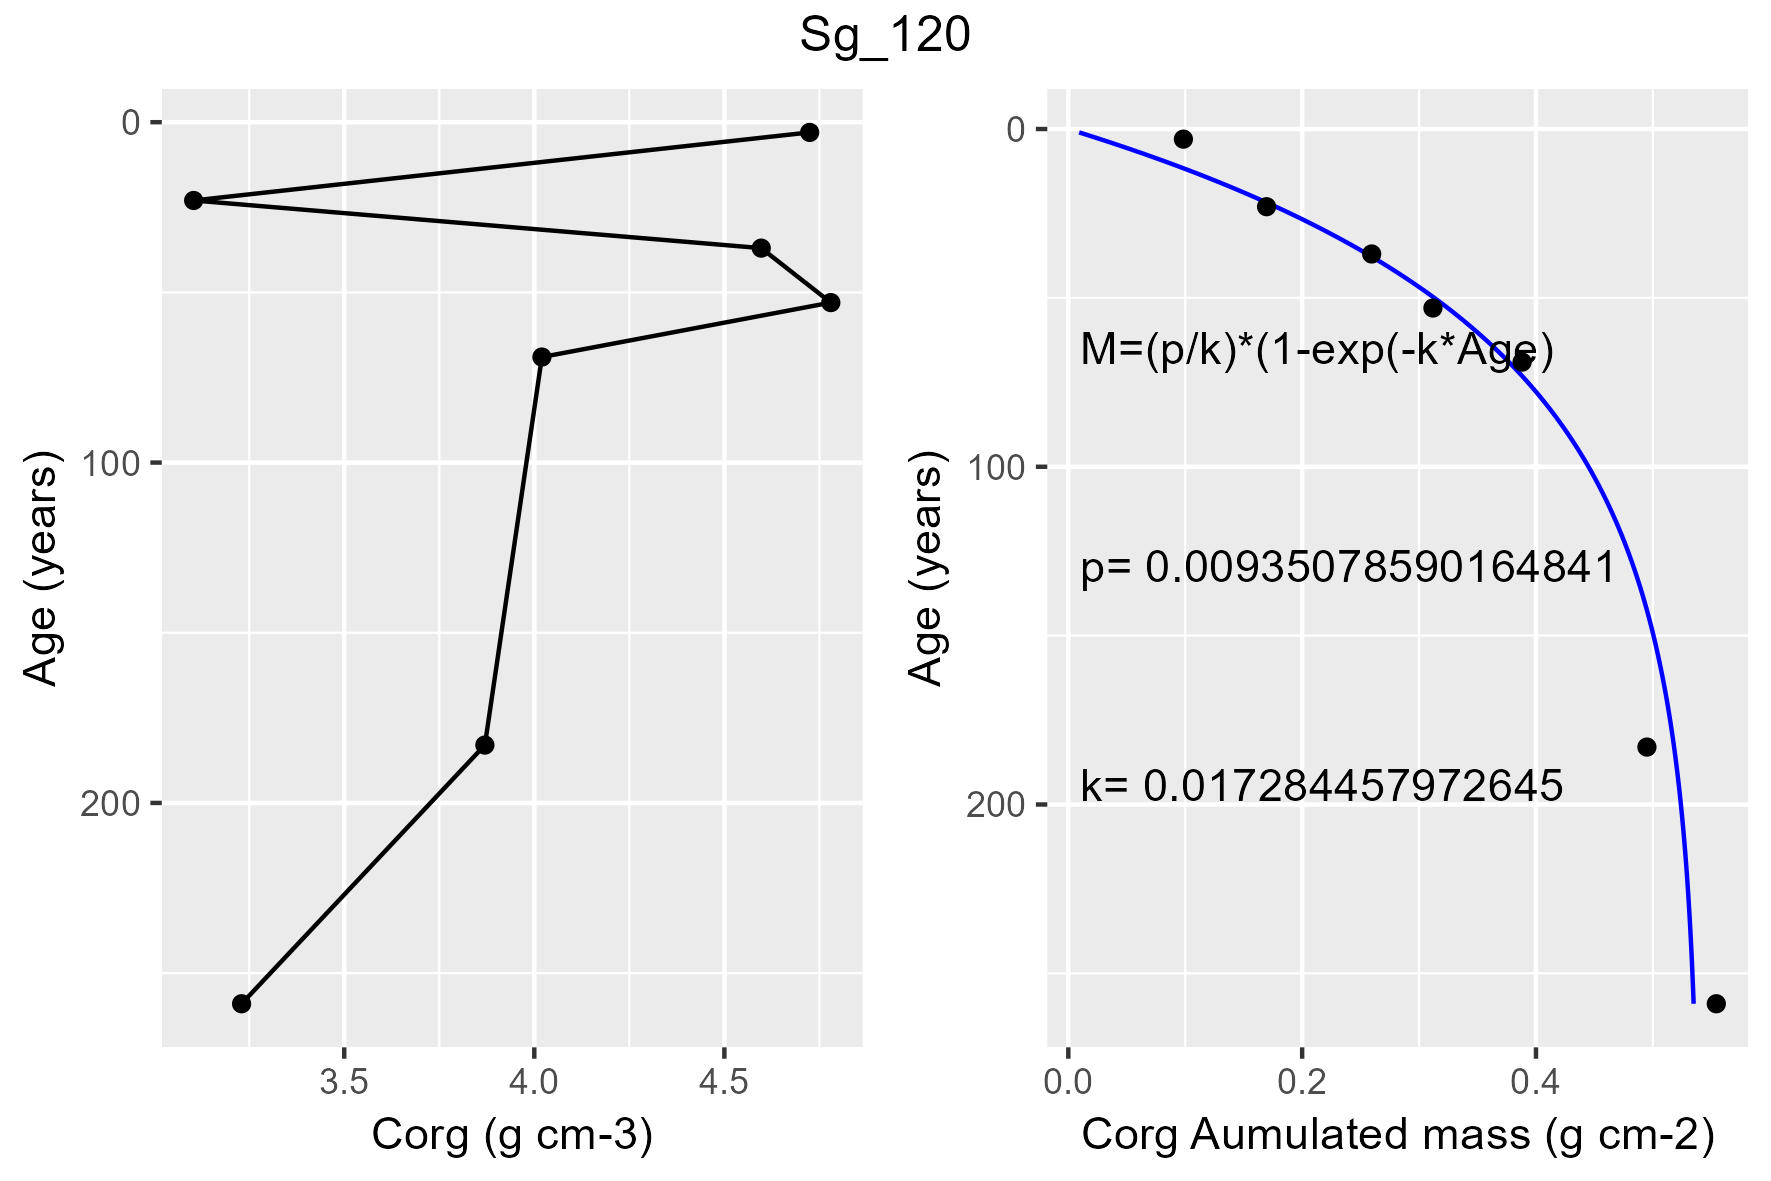 Sg_120
0
100
200
Age (years)
3.5 4.0 4.5
Corg (g cm-3)
0
100
200
Age (years)
M=(p/k)*(1-exp(-k*Age)
p= 0.00935078590164841
k= 0.017284457972645
0.0 0.2 0.4
Corg Aumulated mass (g cm-2)